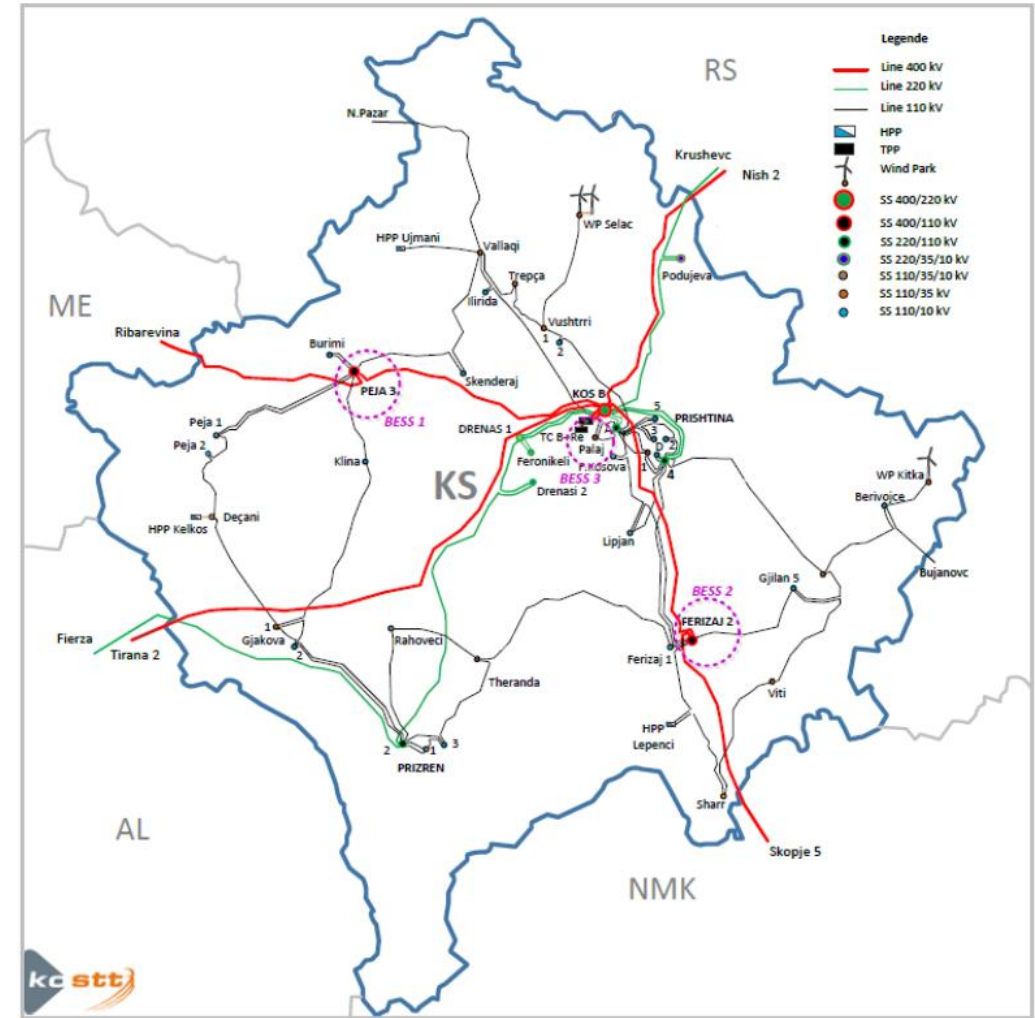 Legende
Line 400 kV
Line 220 kV
Line 110 kV
HPP
TPP
Wind Park
SS 400/220 kV
SS 400/110 kV
SS 220/110 kV
SS 220/35/10 kV
SS 110/35/10 kV
SS 110/35 kV
SS 110/10 kV
RS
N.Pazar
Krushevc
Nish 2
WP Selac
HPP Ujmani
Vallaqi
Podujeva
Trepça
Ilirida
ME
Vushtrri
1
2
Ribarevina
Burimi
Skenderaj
PEJA 3
BESS 1
KOS B
5
PRISHTINA
DRENAS 1
TC B+Re
A
3
2
Palaj
D
Peja 1
Peja 2
Feronikeli
F.Kosova
1
4
BESS 3
Klina
KS
Drenasi 2
WP Kitka
Berivojce
HPP Kelkos
Deçani
Lipjan
Bujanovc
Gjilan 5
BESS 2
FERIZAJ 2
Fierza
Tirana 2
1
Gjakova
2
Rahoveci
Ferizaj 1
Theranda
Viti
HPP
Lepenci
2
1
3
PRIZREN
Sharr
AL
Skopje 5
NMK
kostt